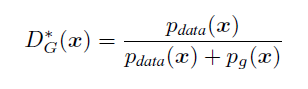 D*_G(x) = p_data(x) / (p_data(x) + p_g(x))